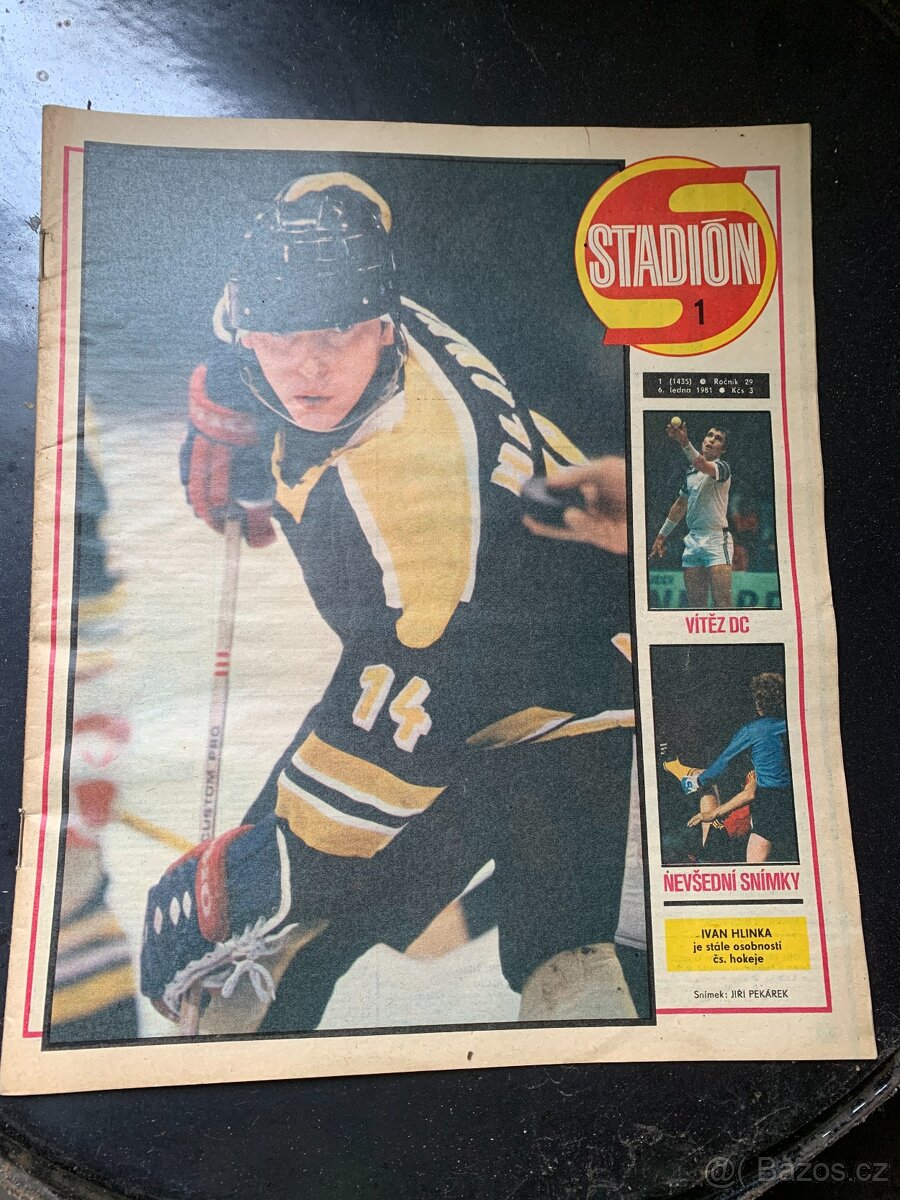 STADIÓN
1
1 (1435) ● Ročník 29
6. ledna 1981 ● Kčs 3
VÍTĚZ DC
14
CUSTOM PRO
NEVŠEDNÍ SNÍMKY
IVAN HLINKA
je stále osobností
čs. hokeje
Snímek: JIŘÍ PEKÁREK
@ Bazos.cz